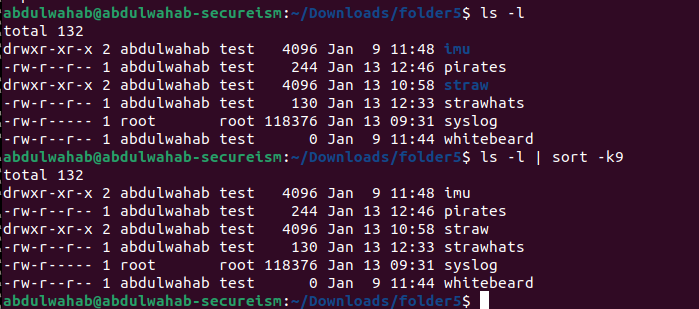 abdulwahab@abdulwahab-secureism:~/Downloads/folder5$ ls -l
total 132
drwxr-xr-x 2 abdulwahab test   4096 Jan  9 11:48 imu
-rw-r--r-- 1 abdulwahab test    244 Jan 13 12:46 pirates
drwxr-xr-x 2 abdulwahab test   4096 Jan 13 10:58 straw
-rw-r--r-- 1 abdulwahab test    130 Jan 13 12:33 strawhats
-rw-r----- 1 root       root 118376 Jan 13 09:31 syslog
-rw-r--r-- 1 abdulwahab test      0 Jan  9 11:44 whitebeard
abdulwahab@abdulwahab-secureism:~/Downloads/folder5$ ls -l | sort -k9
total 132
drwxr-xr-x 2 abdulwahab test   4096 Jan  9 11:48 imu
-rw-r--r-- 1 abdulwahab test    244 Jan 13 12:46 pirates
drwxr-xr-x 2 abdulwahab test   4096 Jan 13 10:58 straw
-rw-r--r-- 1 abdulwahab test    130 Jan 13 12:33 strawhats
-rw-r----- 1 root       root 118376 Jan 13 09:31 syslog
-rw-r--r-- 1 abdulwahab test      0 Jan  9 11:44 whitebeard
abdulwahab@abdulwahab-secureism:~/Downloads/folder5$